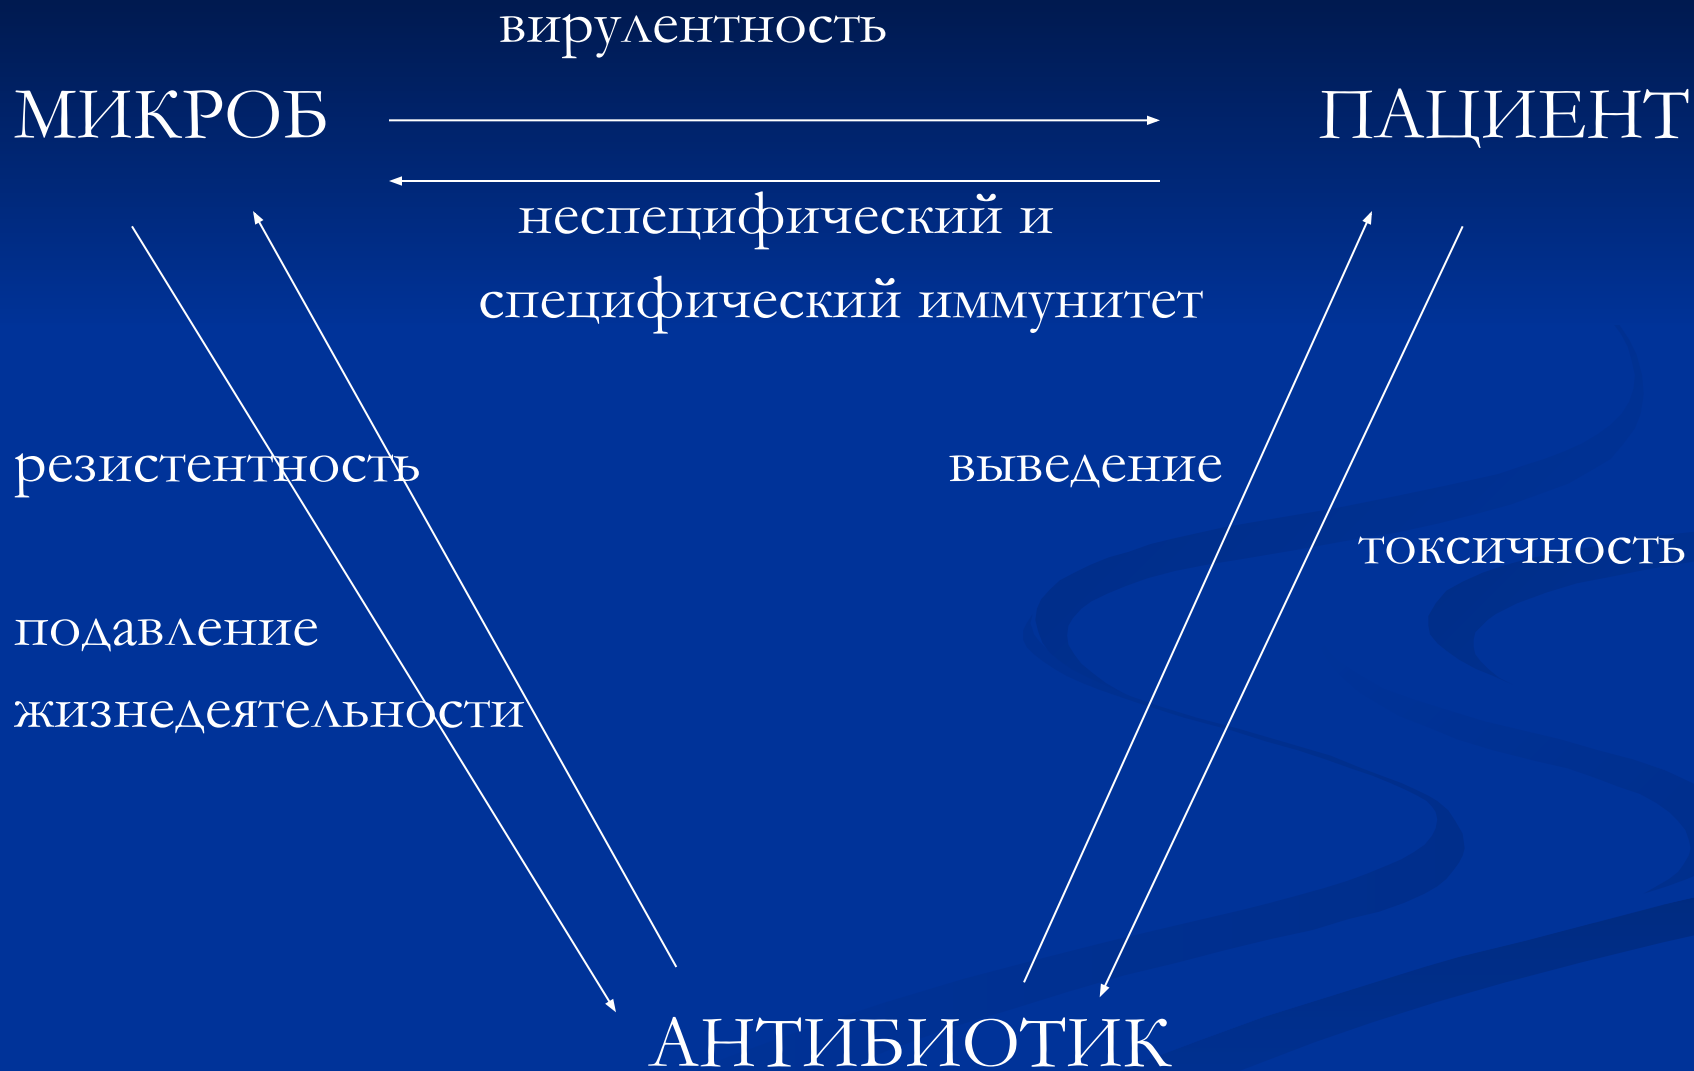 вирулентность
МИКРОБ ПАЦИЕНТ
неспецифический и
специфический иммунитет
резистентность выведение
токсичность
подавление
жизнедеятельности
АНТИБИОТИК